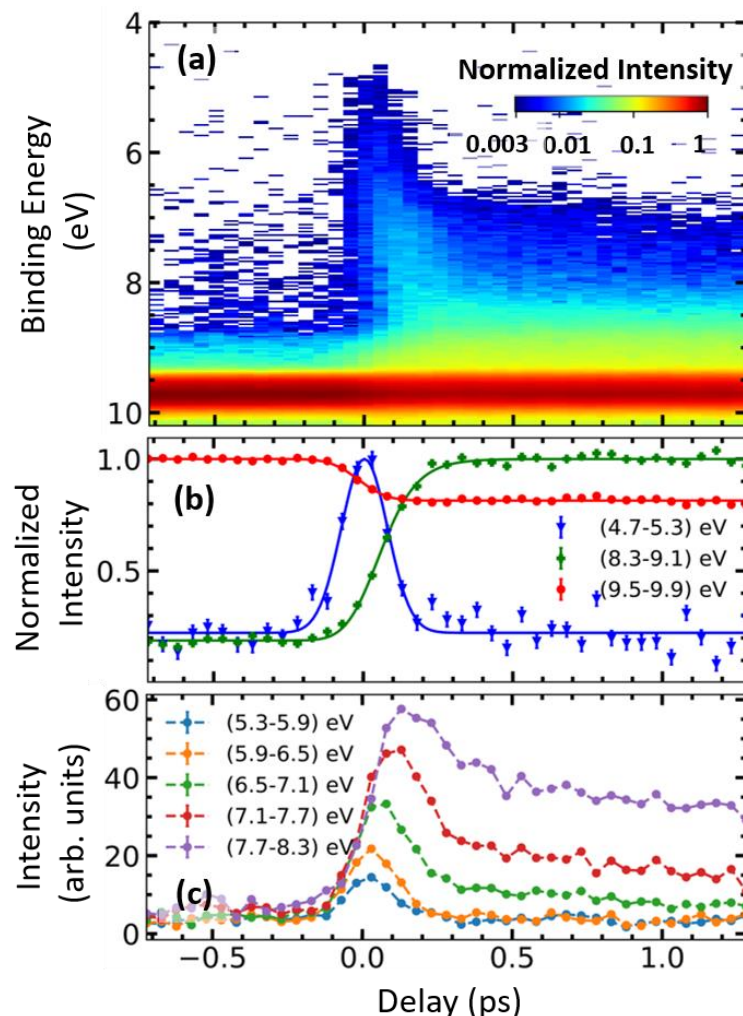 4
6
8
10
Binding Energy
(eV)
(a)
Normalized Intensity
0.003 0.01 0.1 1
1.0
0.5
Normalized
Intensity
(b)
(4.7-5.3) eV
(8.3-9.1) eV
(9.5-9.9) eV
60
40
20
0
Intensity
(arb. units)
(5.3-5.9) eV
(5.9-6.5) eV
(6.5-7.1) eV
(7.1-7.7) eV
(7.7-8.3) eV
(c)
−0.5 0.0 0.5 1.0
Delay (ps)